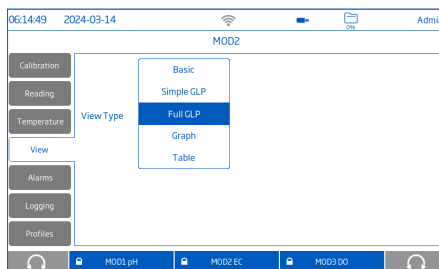 06:14:49 2024-03-14 0% Admi
MOD2
Calibration
Reading
Temperature
View
Alarms
Logging
Profiles
View Type
Basic
Simple GLP
Full GLP
Graph
Table
MOD1 pH MOD2 EC MOD3 DO